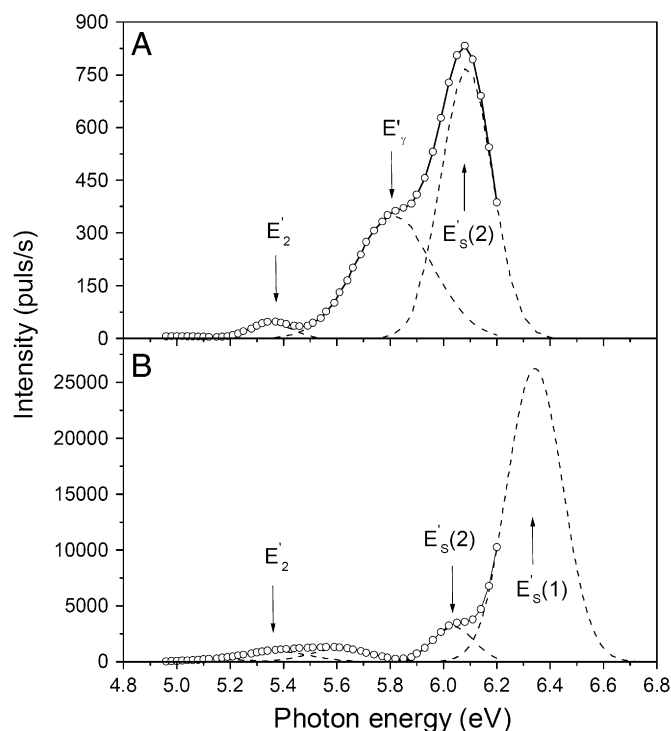 900
A
750
600
E'γ
450
E'2
300
E'S(2)
150
0
Intensity (puls/s)
B
25000
20000
15000
E'S(2)
10000
E'2
E'S(1)
5000
0
4.8 5.0 5.2 5.4 5.6 5.8 6.0 6.2 6.4 6.6 6.8
Photon energy (eV)